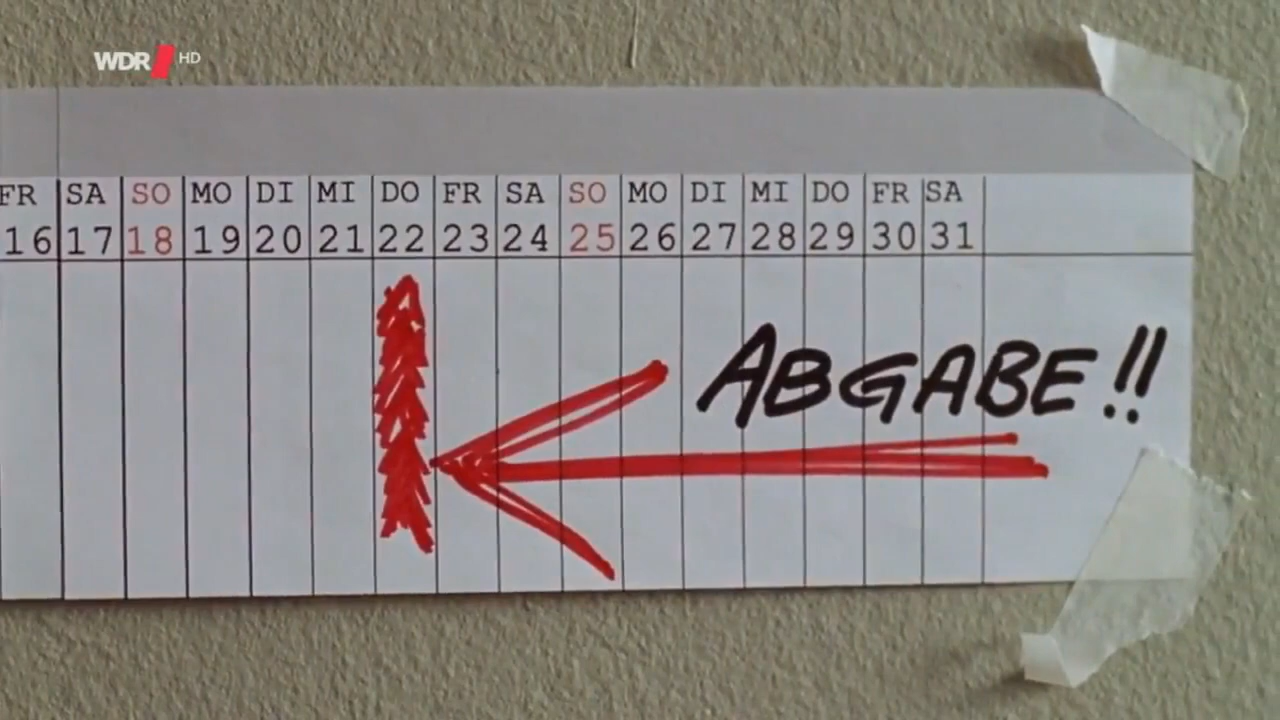 WDR HD
FR SA SO MO DI MI DO FR SA SO MO DI MI DO FR SA
16 17 18 19 20 21 22 23 24 25 26 27 28 29 30 31
ABGABE!!